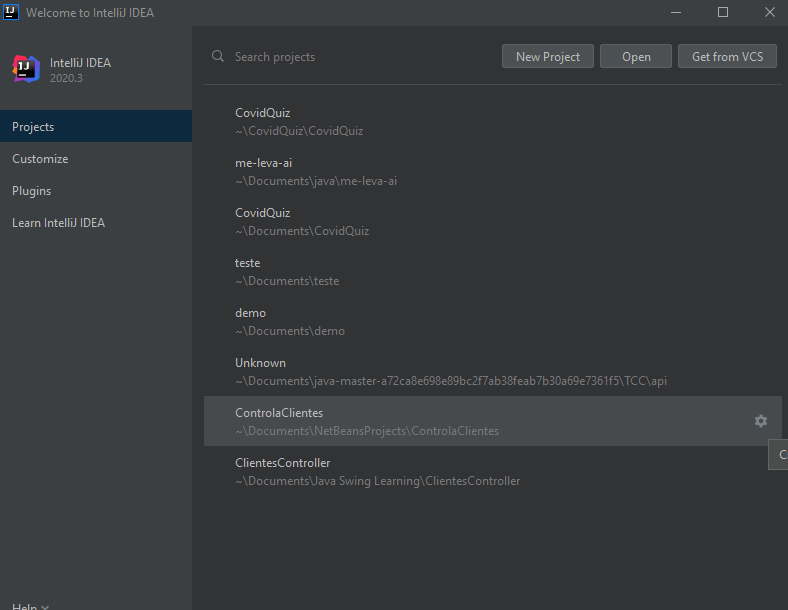 Welcome to IntelliJ IDEA
IntelliJ IDEA
2020.3
Projects
Customize
Plugins
Learn IntelliJ IDEA
Help
Search projects
New Project
Open
Get from VCS
CovidQuiz
~\CovidQuiz\CovidQuiz
me-leva-ai
~\Documents\java\me-leva-ai
CovidQuiz
~\Documents\CovidQuiz
teste
~\Documents\teste
demo
~\Documents\demo
Unknown
~\Documents\java-master-a72ca8e698e89bc2f7ab38feab7b30a69e7361f5\TCC\api
ControlaClientes
~\Documents\NetBeansProjects\ControlaClientes
ClientesController
~\Documents\Java Swing Learning\ClientesController